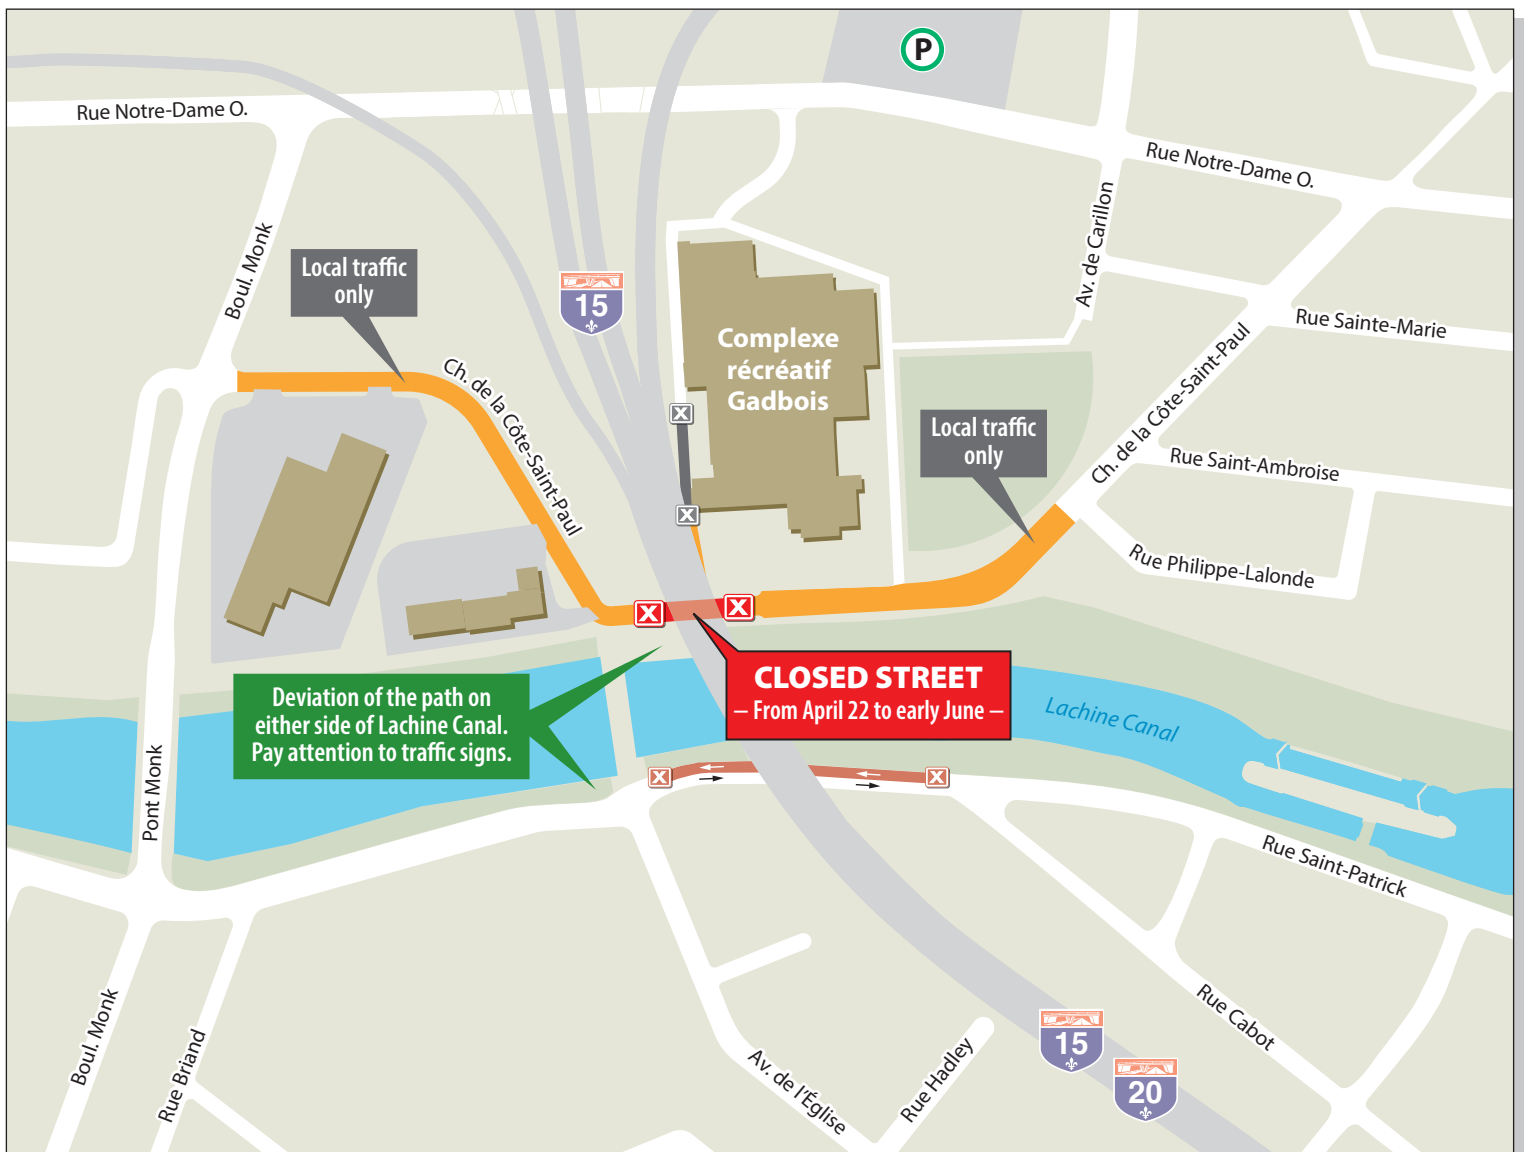 P
Rue Notre-Dame O.
Rue Notre-Dame O.
Boul. Monk
Local traffic
only
15
Av. de Carillon
Complexe
récréatif
Gadbois
Rue Sainte-Marie
Ch. de la Côte-Saint-Paul
Ch. de la Côte-Saint-Paul
Local traffic
only
Rue Saint-Ambroise
X
X
Rue Philippe-Lalonde
X
X
CLOSED STREET
– From April 22 to early June –
Deviation of the path on
either side of Lachine Canal.
Pay attention to traffic signs.
Lachine Canal
Pont Monk
X
X
Rue Saint-Patrick
Boul. Monk
Rue Briand
Av. de l'Église
Rue Hadley
15
20
Rue Cabot